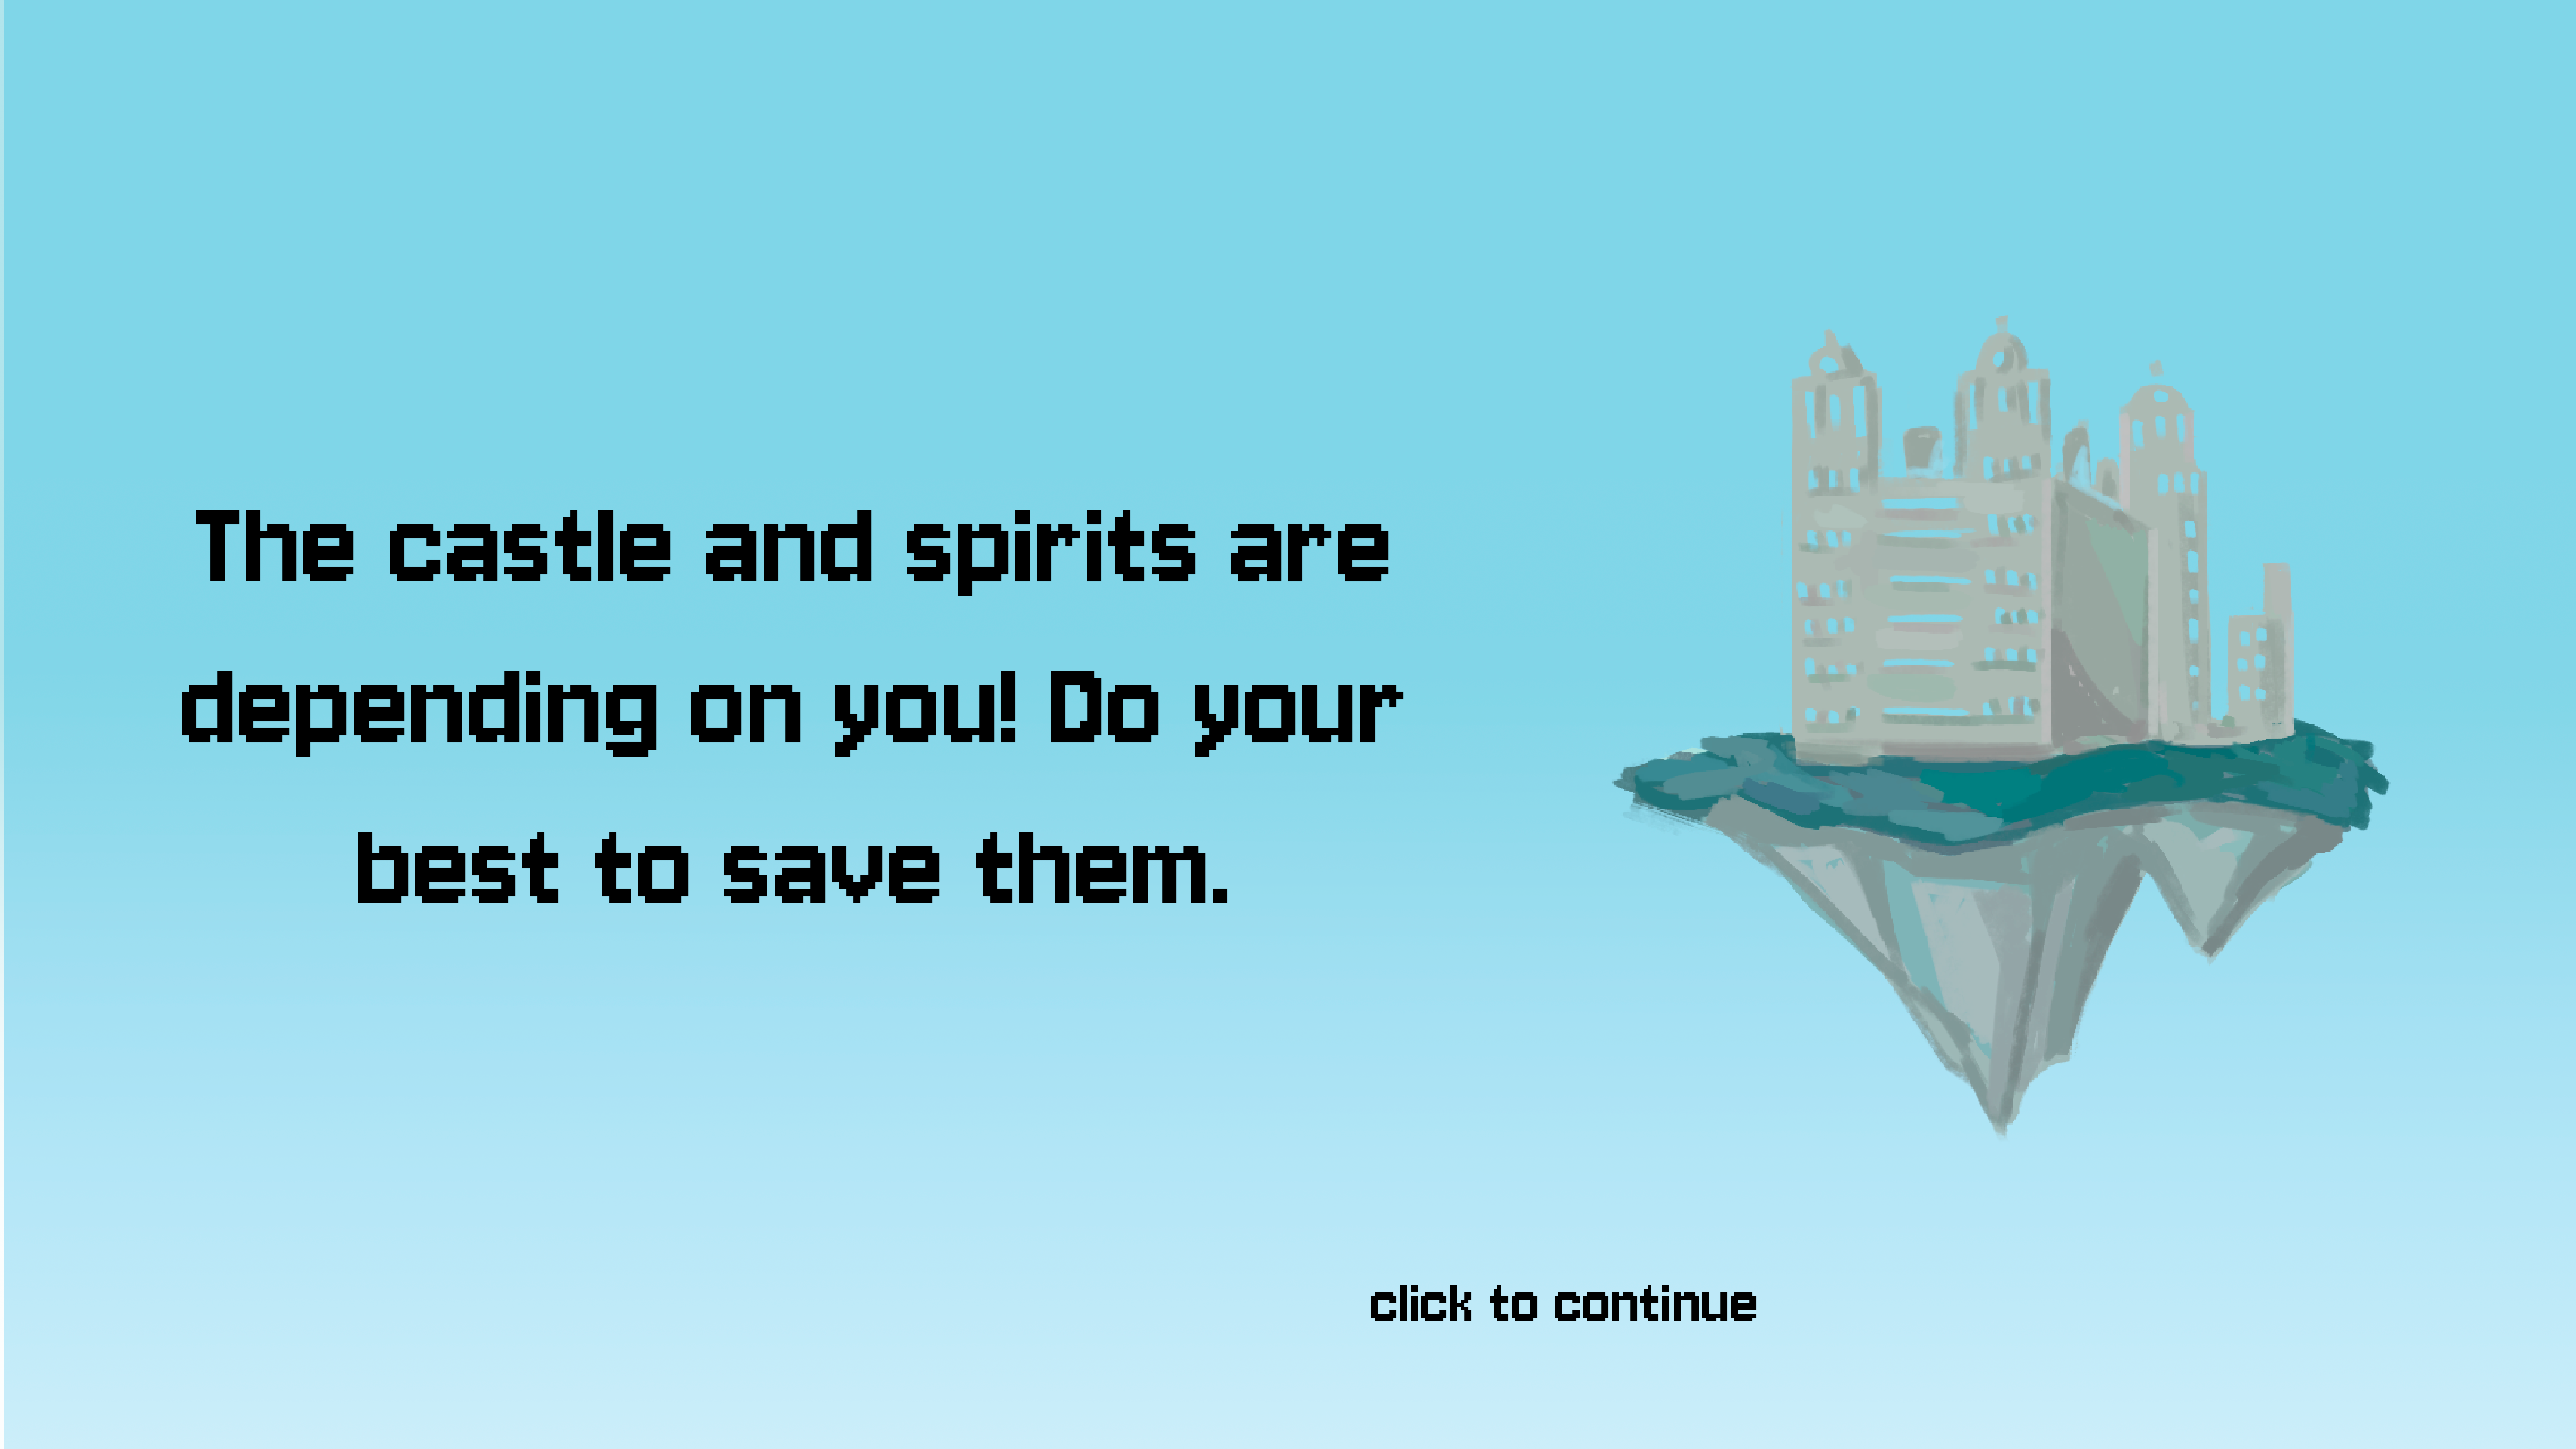 The castle and spirits are
depending on you! Do your
best to save them.
click to continue